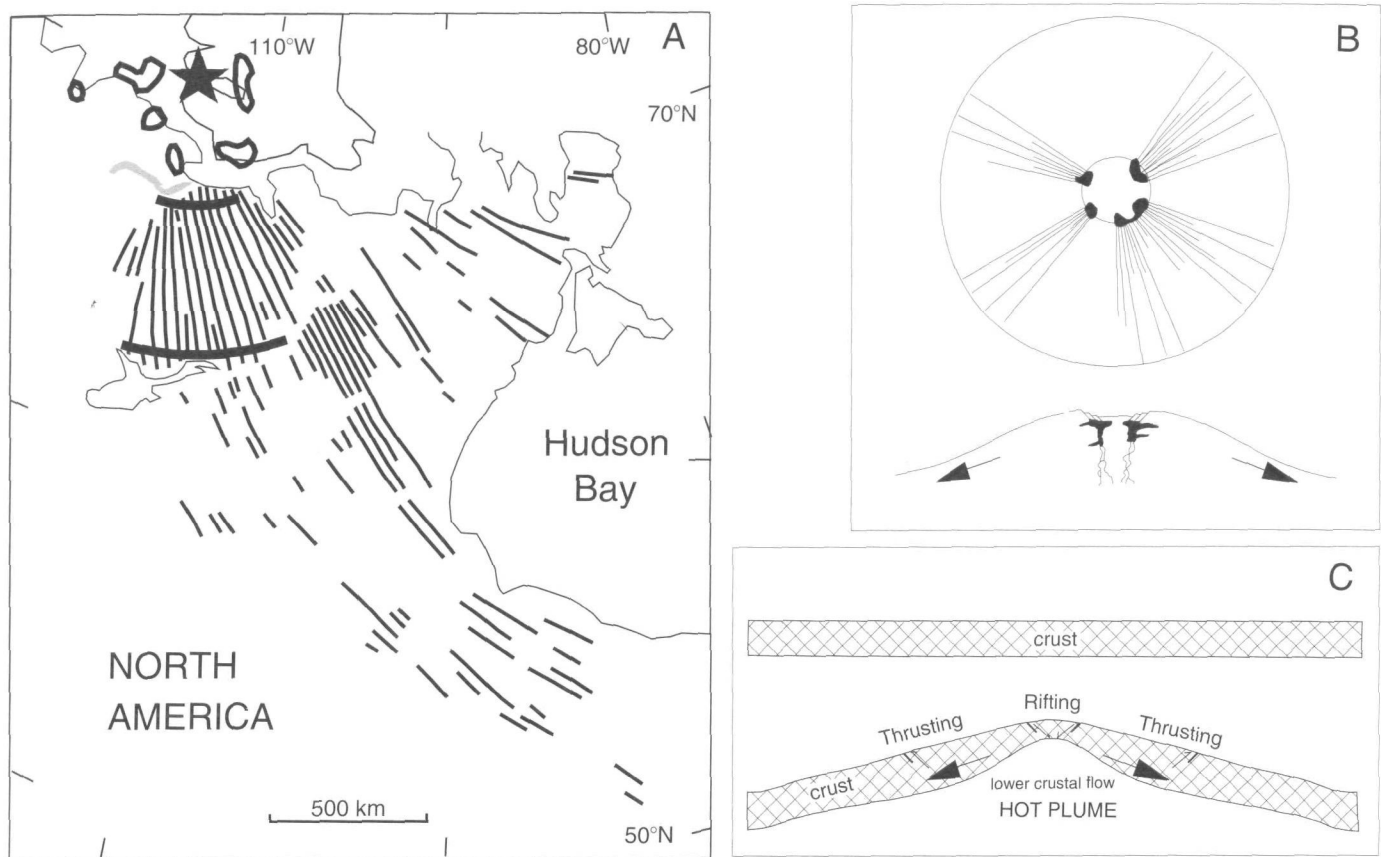 A
110°W
80°W
70°N
Hudson
Bay
NORTH
AMERICA
500 km
50°N
B
C
crust
Rifting
Thrusting
Thrusting
crust
lower crustal flow
HOT PLUME